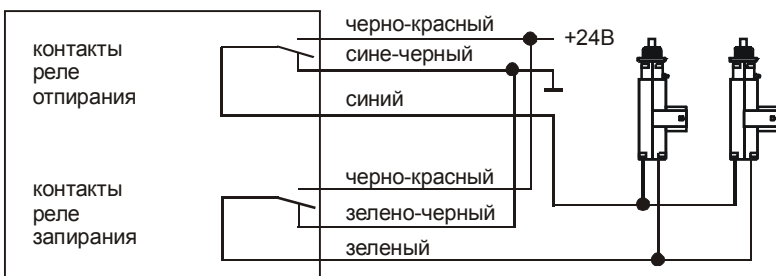 черно-красный
+24В
контакты
реле
отпирания
сине-черный
синий
контакты
реле
запирания
черно-красный
зелено-черный
зеленый